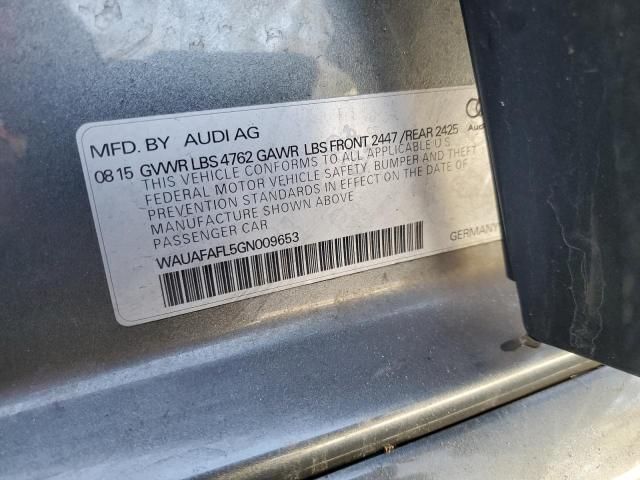 MFD. BY AUDI AG
08 15 GVWR LBS 4762 GAWR LBS FRONT 2447 /REAR 2425
THIS VEHICLE CONFORMS TO ALL APPLICABLE U.S
FEDERAL MOTOR VEHICLE SAFETY, BUMPER AND THEFT
PREVENTION STANDARDS IN EFFECT ON THE DATE OF
MANUFACTURE SHOWN ABOVE
PASSENGER CAR
WAUAFAFL5GN009653
GERMANY
Audi